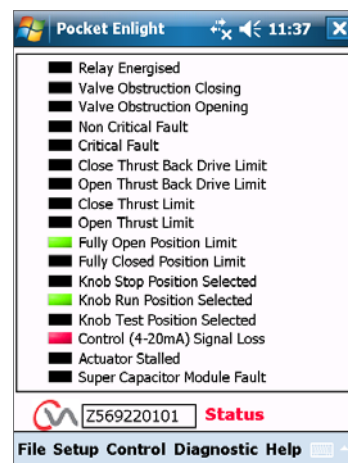 Pocket Enlight 11:37
Relay Energised
Valve Obstruction Closing
Valve Obstruction Opening
Non Critical Fault
Critical Fault
Close Thrust Back Drive Limit
Open Thrust Back Drive Limit
Close Thrust Limit
Open Thrust Limit
Fully Open Position Limit
Fully Closed Position Limit
Knob Stop Position Selected
Knob Run Position Selected
Knob Test Position Selected
Control (4-20mA) Signal Loss
Actuator Stalled
Super Capacitor Module Fault
Z569220101 Status
File Setup Control Diagnostic Help